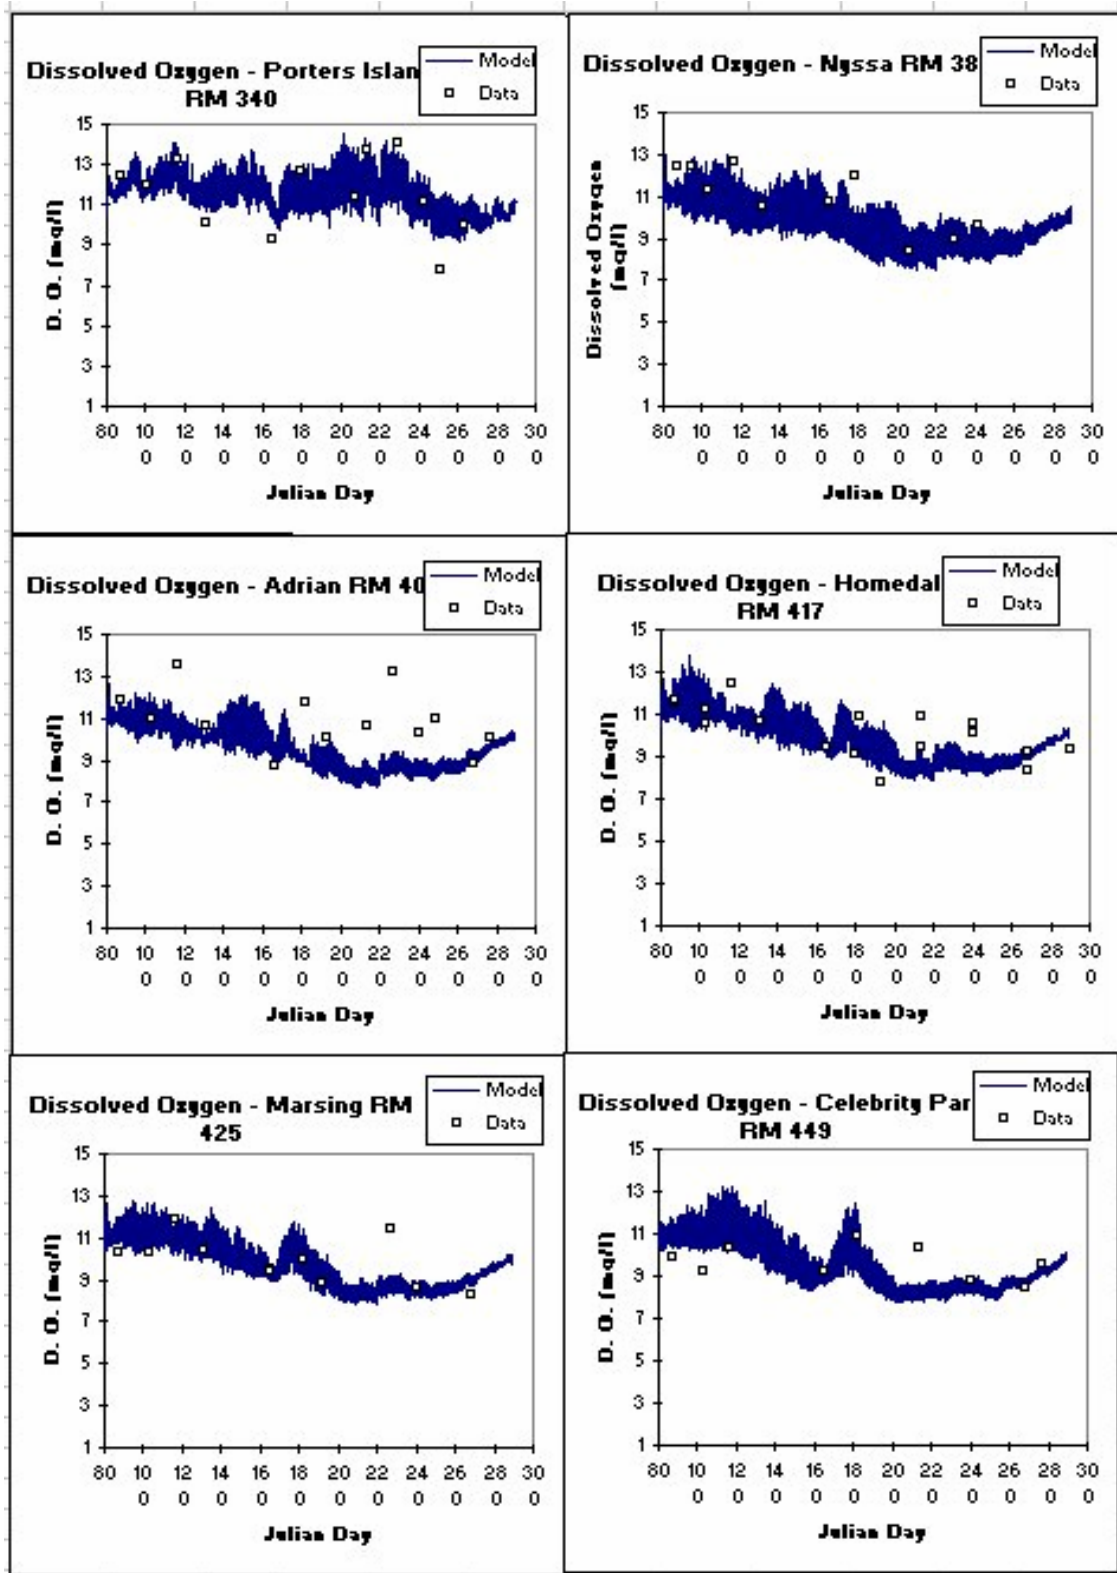 Dissolved Oxygen - Porters Islan
RM 340
Model
Data
D. O. (mg/l)
15
13
11
9
7
5
3
1
80 10 12 14 16 18 20 22 24 26 28 30
0 0 0 0 0 0 0 0 0 0 0
Julian Day
Dissolved Oxygen - Nyssa RM 38
Model
Data
Dissolved Oxygen
(mg/l)
15
13
11
9
7
5
3
1
80 10 12 14 16 18 20 22 24 26 28 30
0 0 0 0 0 0 0 0 0 0 0
Julian Day
Dissolved Oxygen - Adrian RM 40
Model
Data
D. O. (mg/l)
15
13
11
9
7
5
3
1
80 10 12 14 16 18 20 22 24 26 28 30
0 0 0 0 0 0 0 0 0 0 0
Julian Day
Dissolved Oxygen - Homedal
RM 417
Model
Data
D. O. (mg/l)
15
13
11
9
7
5
3
1
80 10 12 14 16 18 20 22 24 26 28 30
0 0 0 0 0 0 0 0 0 0 0
Julian Day
Dissolved Oxygen - Marsing RM
425
Model
Data
D. O. (mg/l)
15
13
11
9
7
5
3
1
80 10 12 14 16 18 20 22 24 26 28 30
0 0 0 0 0 0 0 0 0 0 0
Julian Day
Dissolved Oxygen - Celebrity Par
RM 449
Model
Data
D. O. (mg/l)
15
13
11
9
7
5
3
1
80 10 12 14 16 18 20 22 24 26 28 30
0 0 0 0 0 0 0 0 0 0 0
Julian Day